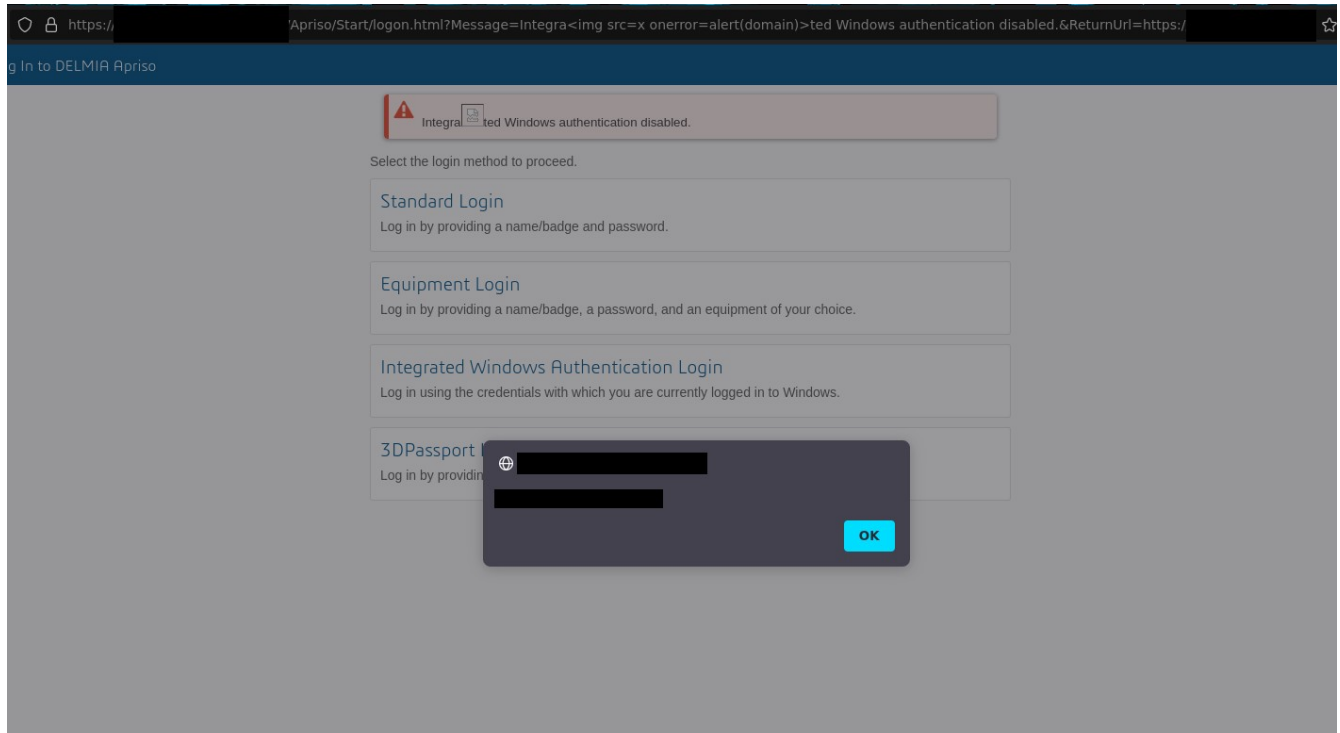 https:/ /Apriso/Start/logon.html?Message=Integra<img src=x onerror=alert(domain)>ted Windows authentication disabled.&ReturnUrl=https:/
g In to DELMIA Apriso
Integra ted Windows authentication disabled.
Select the login method to proceed.
Standard Login
Log in by providing a name/badge and password.
Equipment Login
Log in by providing a name/badge, a password, and an equipment of your choice.
Integrated Windows Authentication Login
Log in using the credentials with which you are currently logged in to Windows.
3DPassport
Log in by providin
OK